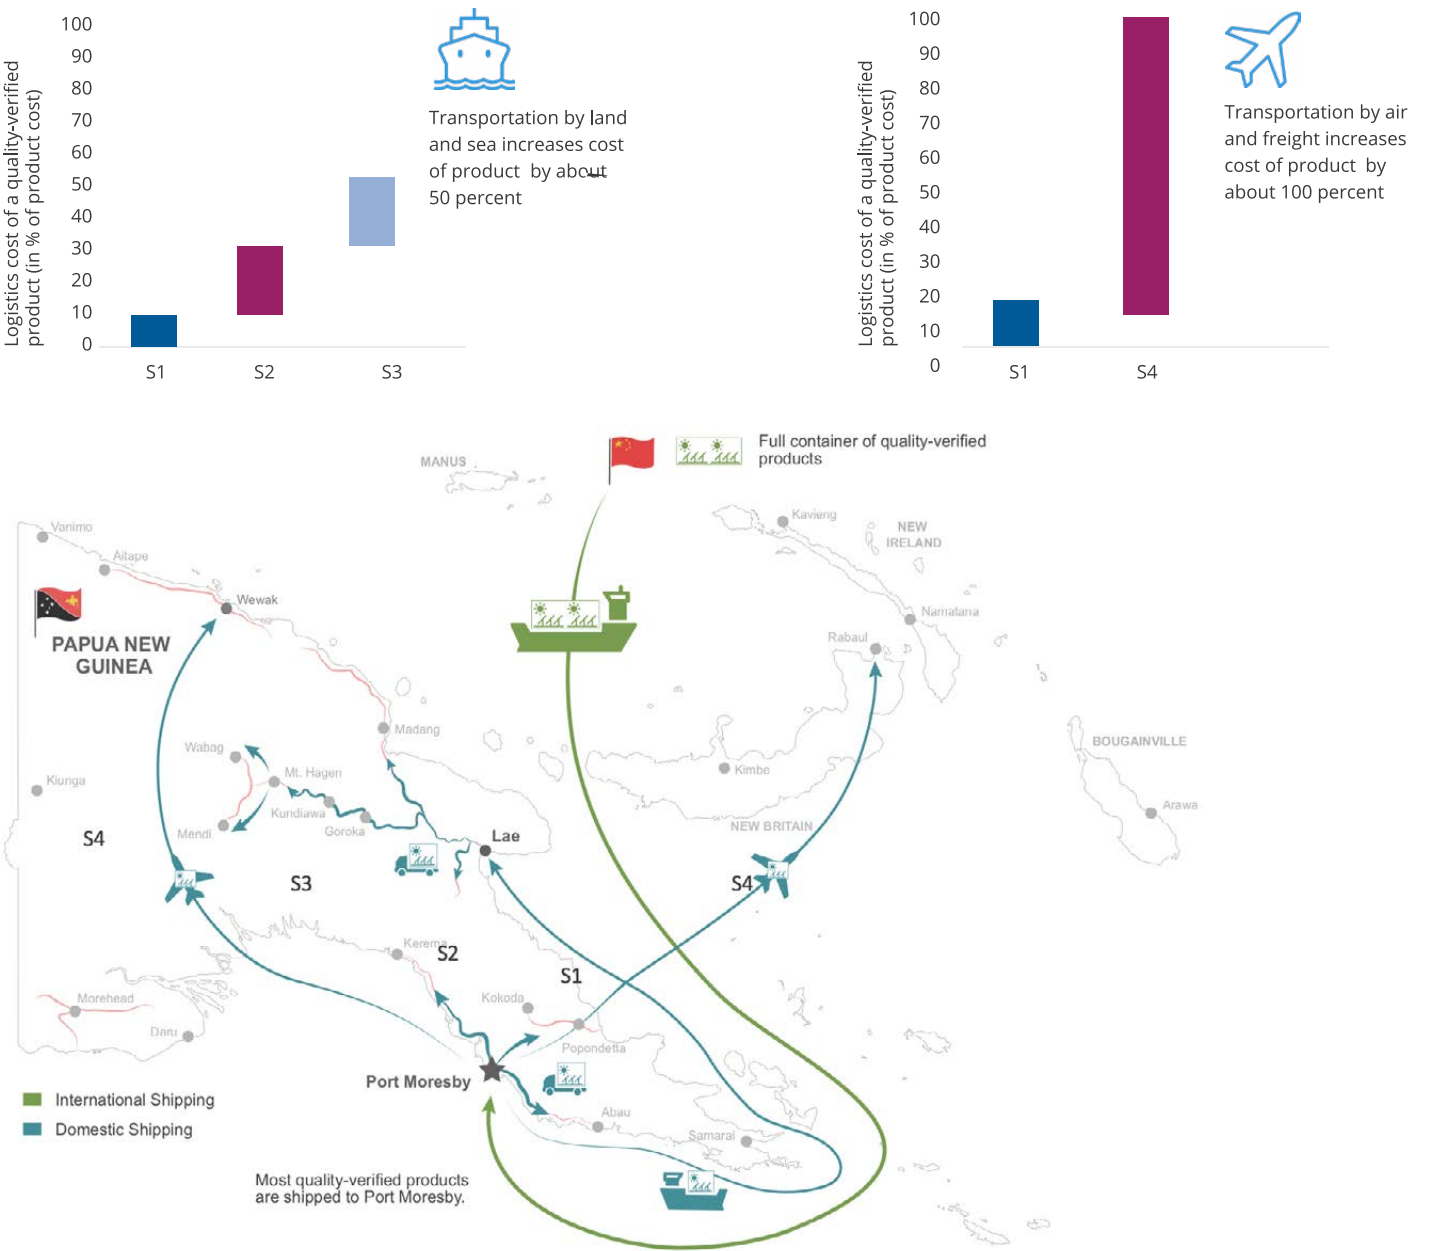 Logistics cost of a quality-verified
product (in % of product cost)
100
90
80
70
60
50
40
30
20
10
0
S1
S2
S3
Transportation by land
and sea increases cost
of product by about
50 percent
Logistics cost of a quality-verified
product (in % of product cost)
100
90
80
70
60
50
40
30
20
10
0
S1
S4
Transportation by air
and freight increases
cost of product by
about 100 percent
Full container of quality-verified
products
MANUS
Kavieng
NEW
IRELAND
Vanimo
Aitape
Wewak
Namatana
Rabaul
PAPUA NEW
GUINEA
Madang
BOUGAINVILLE
Wabag
Mt. Hagen
Kimbe
Kiunga
Arawa
Kundiawa
Goroka
Mendi
NEW BRITAIN
Lae
S4
S3
S4
Kerema
S2
S1
Kokoda
Morehead
Daru
Popondetta
Port Moresby
Abau
Samarai
International Shipping
Domestic Shipping
Most quality-verified products
are shipped to Port Moresby.